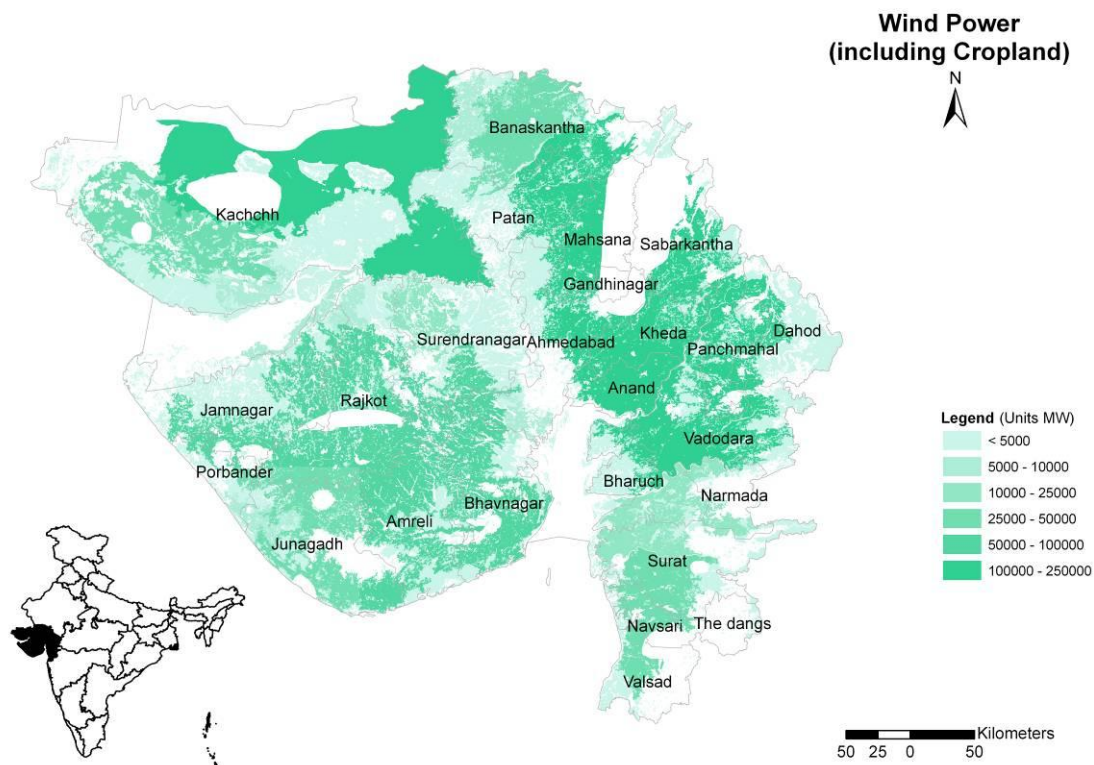 Wind Power
(including Cropland)
N
Banaskantha
Kachchh
Patan
Mahsana
Sabarkantha
Gandhinagar
Surendranagar
Ahmedabad
Kheda
Dahod
Panchmahal
Anand
Rajkot
Jamnagar
Vadodara
Porbander
Bharuch
Narmada
Bhavnagar
Amreli
Junagadh
Surat
Navsari
The dangs
Valsad
Legend (Units MW)
< 5000
5000 - 10000
10000 - 25000
25000 - 50000
50000 - 100000
100000 - 250000
Kilometers
50 25 0 50